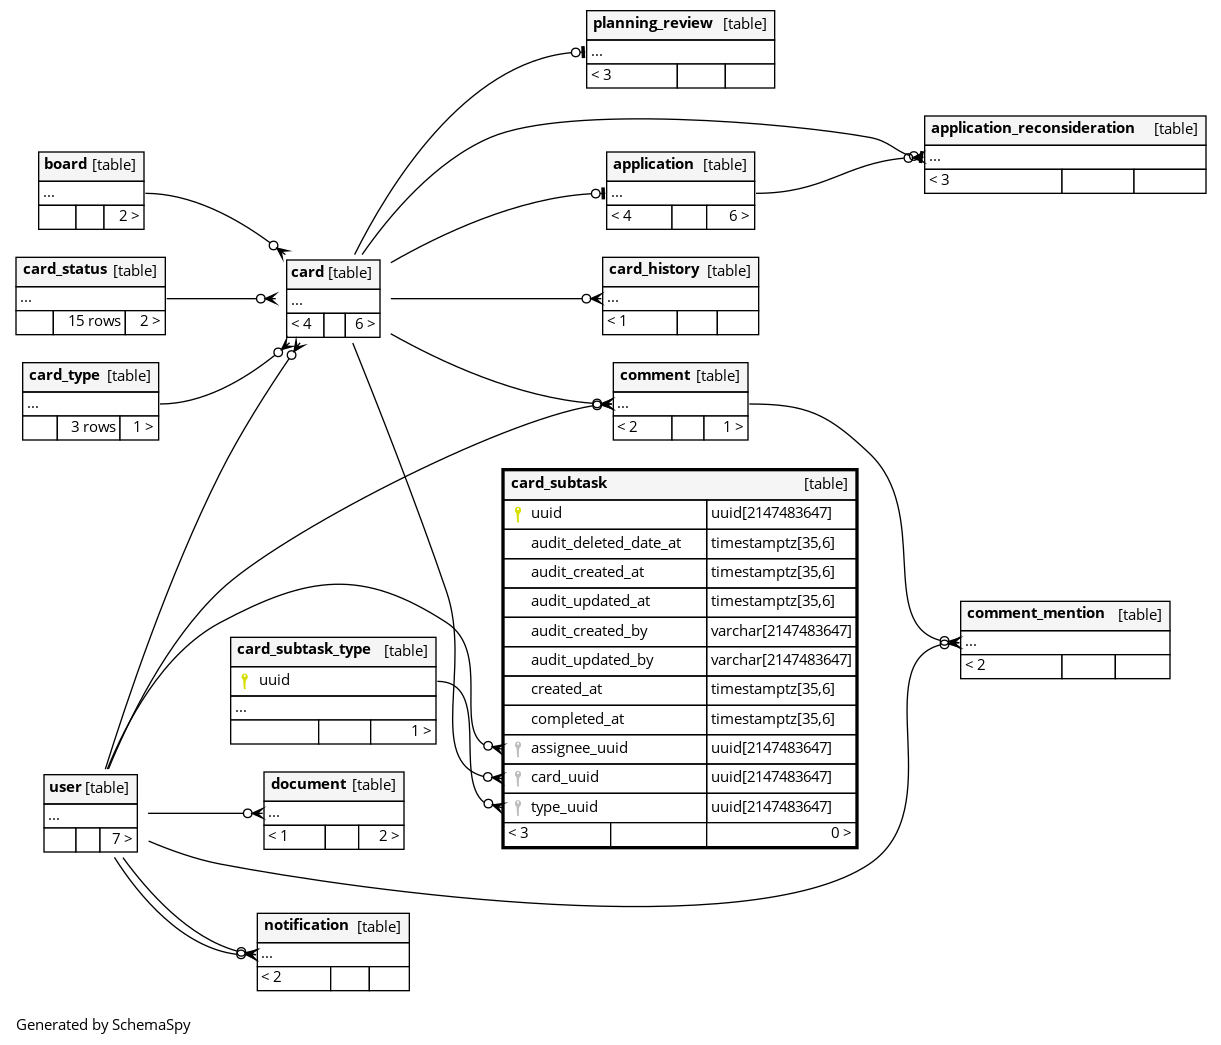 planning_review [table]
...
< 3
application_reconsideration [table]
...
< 3
board [table]
...
2 >
application [table]
...
< 4 6 >
card_status [table]
...
15 rows 2 >
card [table]
...
< 4 6 >
card_history [table]
...
< 1
card_type [table]
...
3 rows 1 >
comment [table]
...
< 2 1 >
card_subtask [table]
uuid uuid[2147483647]
audit_deleted_date_at timestamptz[35,6]
audit_created_at timestamptz[35,6]
audit_updated_at timestamptz[35,6]
audit_created_by varchar[2147483647]
audit_updated_by varchar[2147483647]
created_at timestamptz[35,6]
completed_at timestamptz[35,6]
assignee_uuid uuid[2147483647]
card_uuid uuid[2147483647]
type_uuid uuid[2147483647]
< 3 0 >
comment_mention [table]
...
< 2
card_subtask_type [table]
uuid
...
1 >
user [table]
...
7 >
document [table]
...
< 1 2 >
notification [table]
...
< 2
Generated by SchemaSpy